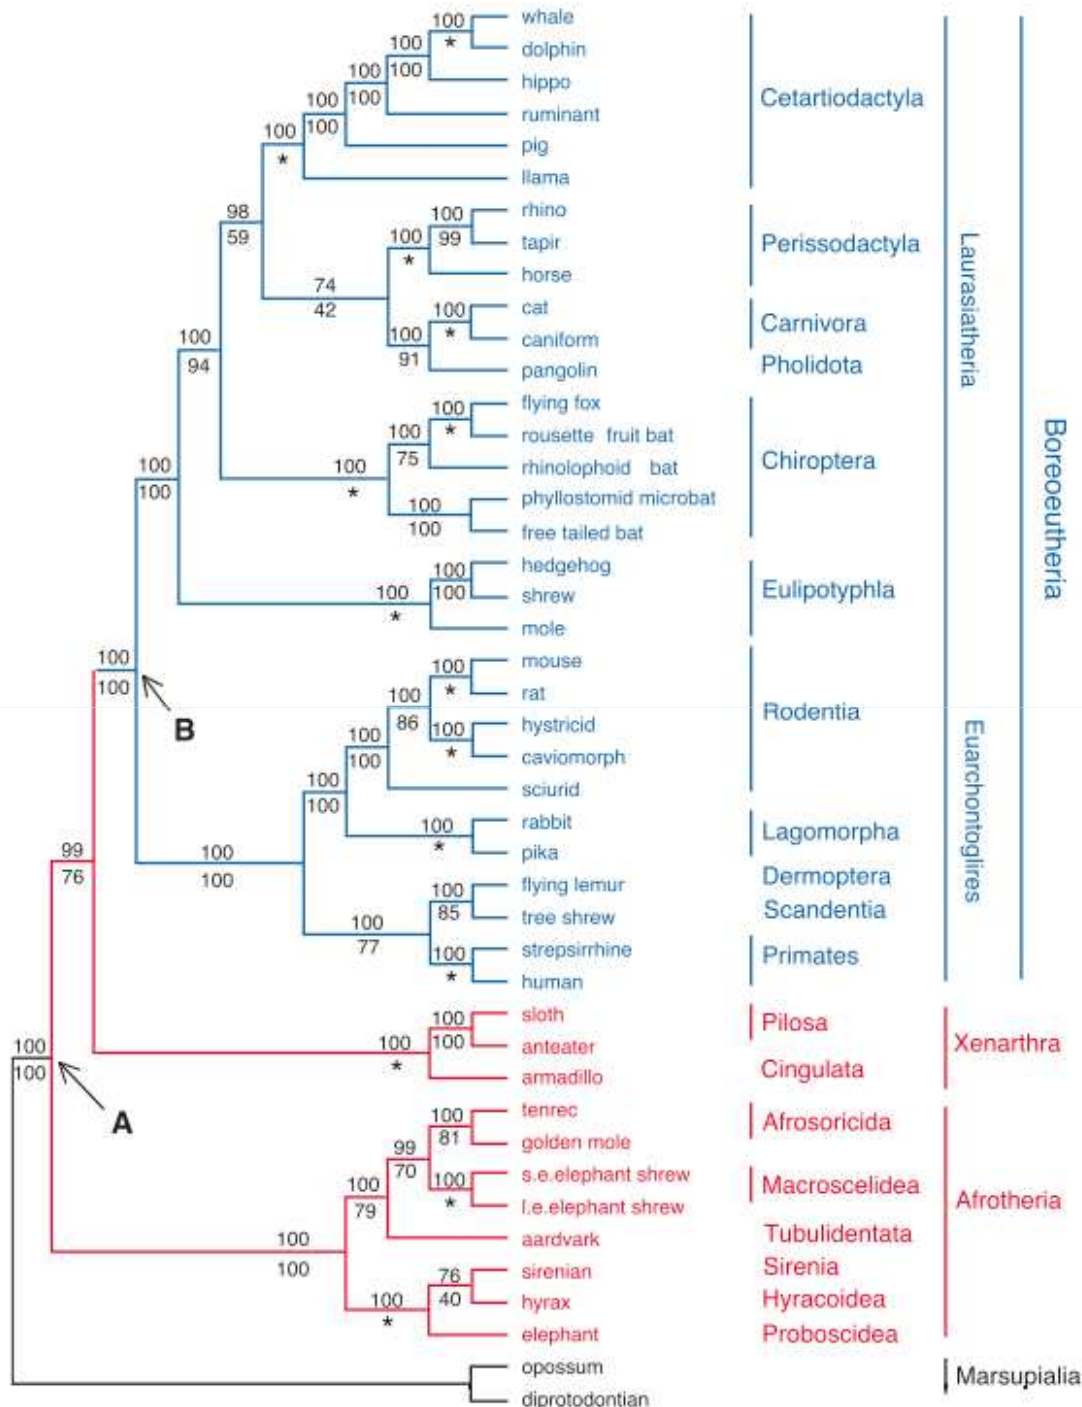 100 whale
* dolphin
100
100 hippo
100
100 ruminant
100
100 pig
100
* llama
Cetartiodactyla
98
59
100 rhino
99 tapir
100
* horse
Perissodactyla
74
42
100 cat
* caniform
Carnivora
100
91 pangolin
Pholidota
Laurasiatheria
100
94
100 flying fox
* rousette fruit bat
100
75 rhinolophoid bat
Chiroptera
100
*
100 phyllostomid microbat
100 free tailed bat
100
100
100 hedgehog
100 shrew
100
* mole
Eulipotyphla
Boreoeutheria
100
100
B
100 mouse
* rat
100
86
100 hystricid
* caviomorph
Rodentia
100
100 sciurid
100
100
100 rabbit
* pika
Lagomorpha
Euarchontoglires
100
100
100 flying lemur Dermoptera
85 tree shrew Scandentia
100
77
100 strepsirrhine
* human
Primates
99
76
100 sloth
100 anteater
Pilosa
100
* armadillo Cingulata
Xenarthra
100
100
A
100 tenrec
81 golden mole
Afrosoricida
99
70
100 s.e.elephant shrew
* l.e.elephant shrew
Macroscelidea
100
79 aardvark Tubulidentata
Afrotheria
100
100
76 sirenian Sirenia
40 hyrax Hyracoidea
100
* elephant Proboscidea
opossum
diprotodontian
Marsupialia